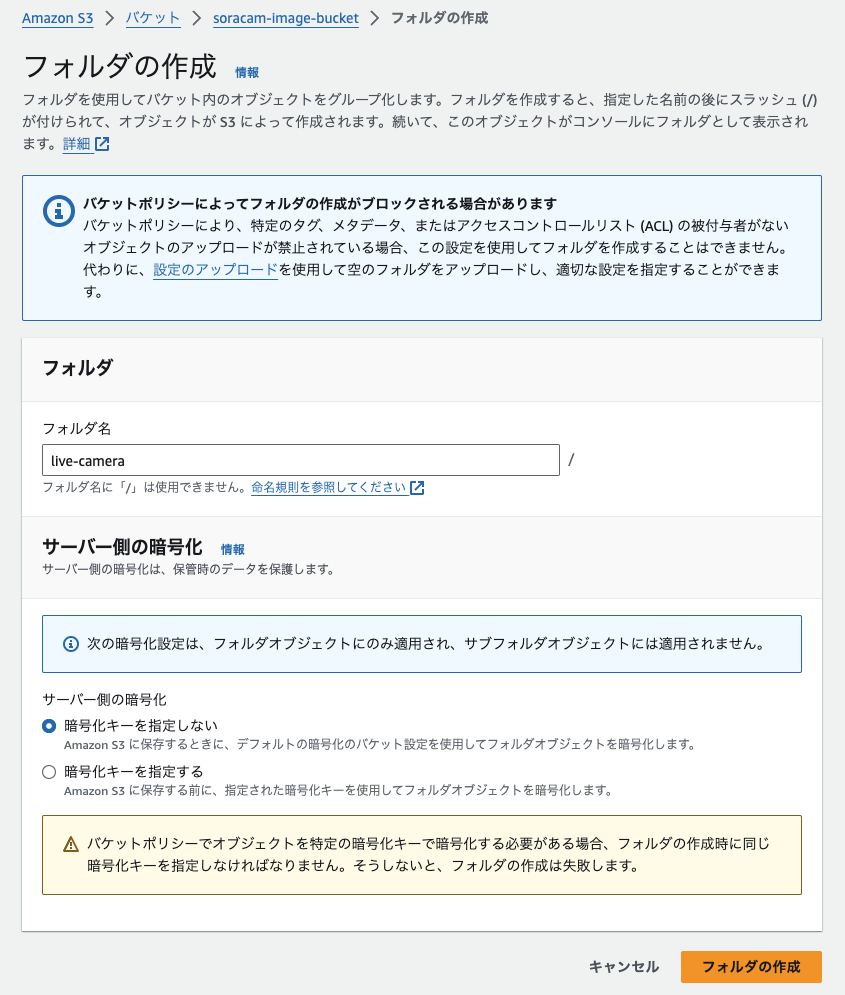 Amazon S3 > バケット > soracam-image-bucket > フォルダの作成
フォルダの作成 情報
フォルダを使用してバケット内のオブジェクトをグループ化します。フォルダを作成すると、指定した名前の後にスラッシュ (/)
が付けられて、オブジェクトが S3 によって作成されます。続いて、このオブジェクトがコンソールにフォルダとして表示され
ます。詳細
バケットポリシーによってフォルダの作成がブロックされる場合があります
バケットポリシーにより、特定のタグ、メタデータ、またはアクセスコントロールリスト (ACL) の被付与者がない
オブジェクトのアップロードが禁止されている場合、この設定を使用してフォルダを作成することはできません。
代わりに、設定のアップロードを使用して空のフォルダをアップロードし、適切な設定を指定することができま
す。
フォルダ
フォルダ名
live-camera /
フォルダ名に「/」は使用できません。命名規則を参照してください
サーバー側の暗号化 情報
サーバー側の暗号化は、保管時のデータを保護します。
次の暗号化設定は、フォルダオブジェクトにのみ適用され、サブフォルダオブジェクトには適用されません。
サーバー側の暗号化
暗号化キーを指定しない
Amazon S3 に保存するときに、デフォルトの暗号化のバケット設定を使用してフォルダオブジェクトを暗号化します。
暗号化キーを指定する
Amazon S3 に保存する前に、指定された暗号化キーを使用してフォルダオブジェクトを暗号化します。
バケットポリシーでオブジェクトを特定の暗号化キーで暗号化する必要がある場合、フォルダの作成時に同じ
暗号化キーを指定しなければなりません。そうしないと、フォルダの作成は失敗します。
キャンセル フォルダの作成